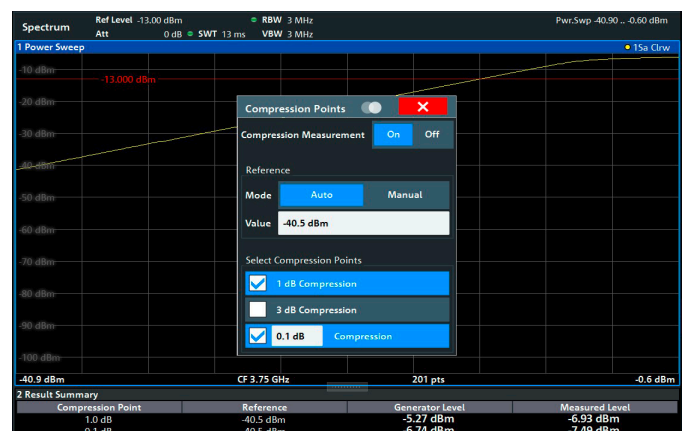 Spectrum
Ref Level -13.00 dBm RBW 3 MHz Pwr.Swp -40.90 .. -0.60 dBm
Att 0 dB SWT 13 ms VBW 3 MHz
1 Power Sweep 1Sa Clrw
-10 dBm
-13.000 dBm
-20 dBm
-30 dBm
-40 dBm
-50 dBm
-60 dBm
-70 dBm
-80 dBm
-90 dBm
-100 dBm
Compression Points
Compression Measurement On Off
Reference
Mode Auto Manual
Value -40.5 dBm
Select Compression Points
1 dB Compression
3 dB Compression
0.1 dB Compression
-40.9 dBm CF 3.75 GHz 201 pts -0.6 dBm
2 Result Summary
Compression Point Reference Generator Level Measured Level
1.0 dB -40.5 dBm -5.27 dBm -6.93 dBm
0.1 dB -40.5 dBm -6.74 dBm -7.49 dBm